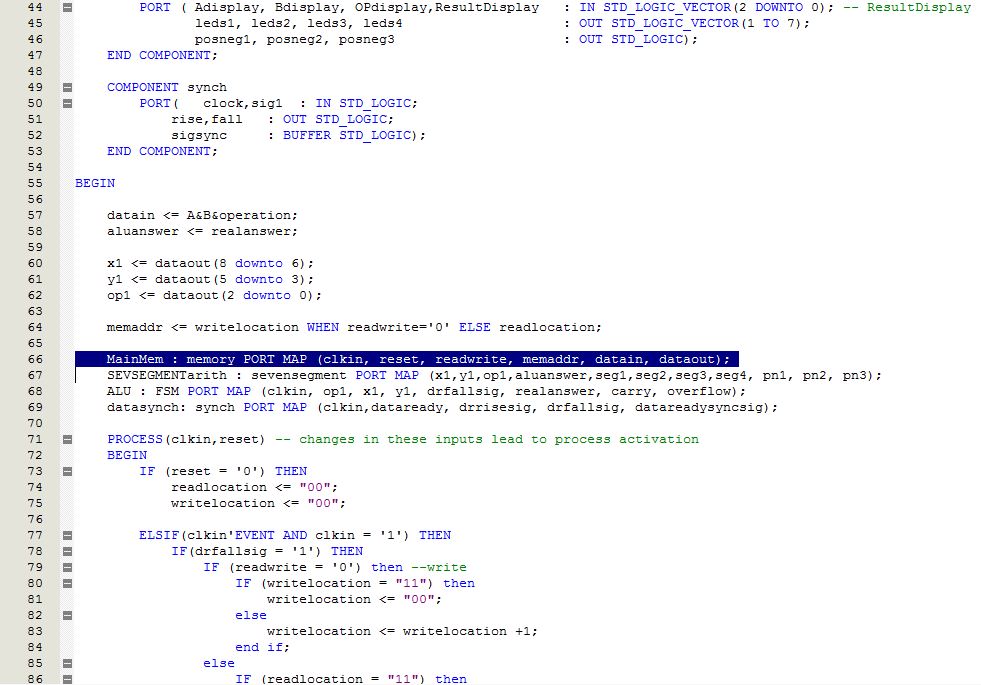 44 PORT ( Adisplay, Bdisplay, OPdisplay,ResultDisplay : IN STD_LOGIC_VECTOR(2 DOWNTO 0); -- ResultDisplay
45 leds1, leds2, leds3, leds4 : OUT STD_LOGIC_VECTOR(1 TO 7);
46 posneg1, posneg2, posneg3 : OUT STD_LOGIC);
47 END COMPONENT;
48
49 COMPONENT synch
50 PORT( clock,sig1 : IN STD_LOGIC;
51 rise,fall : OUT STD_LOGIC;
52 sigsync : BUFFER STD_LOGIC);
53 END COMPONENT;
54
55 BEGIN
56
57 datain <= A&B&operation;
58 aluanswer <= realanswer;
59
60 x1 <= dataout(8 downto 6);
61 y1 <= dataout(5 downto 3);
62 op1 <= dataout(2 downto 0);
63
64 memaddr <= writelocation WHEN readwrite='0' ELSE readlocation;
65
66 MainMem : memory PORT MAP (clkin, reset, readwrite, memaddr, datain, dataout);
67 SEVSEGMENTarith : sevensegment PORT MAP (x1,y1,op1,aluanswer,seg1,seg2,seg3,seg4, pn1, pn2, pn3);
68 ALU : FSM PORT MAP (clkin, op1, x1, y1, drfallsig, realanswer, carry, overflow);
69 datasynch: synch PORT MAP (clkin,dataready, drrisesig, drfallsig, datareadysyncsig);
70
71 PROCESS(clkin,reset) -- changes in these inputs lead to process activation
72 BEGIN
73 IF (reset = '0') THEN
74 readlocation <= "00";
75 writelocation <= "00";
76
77 ELSIF(clkin'EVENT AND clkin = '1') THEN
78 IF(drfallsig = '1') THEN
79 IF (readwrite = '0') then --write
80 IF (writelocation = "11") then
81 writelocation <= "00";
82 else
83 writelocation <= writelocation +1;
84 end if;
85 else
86 IF (readlocation = "11") then